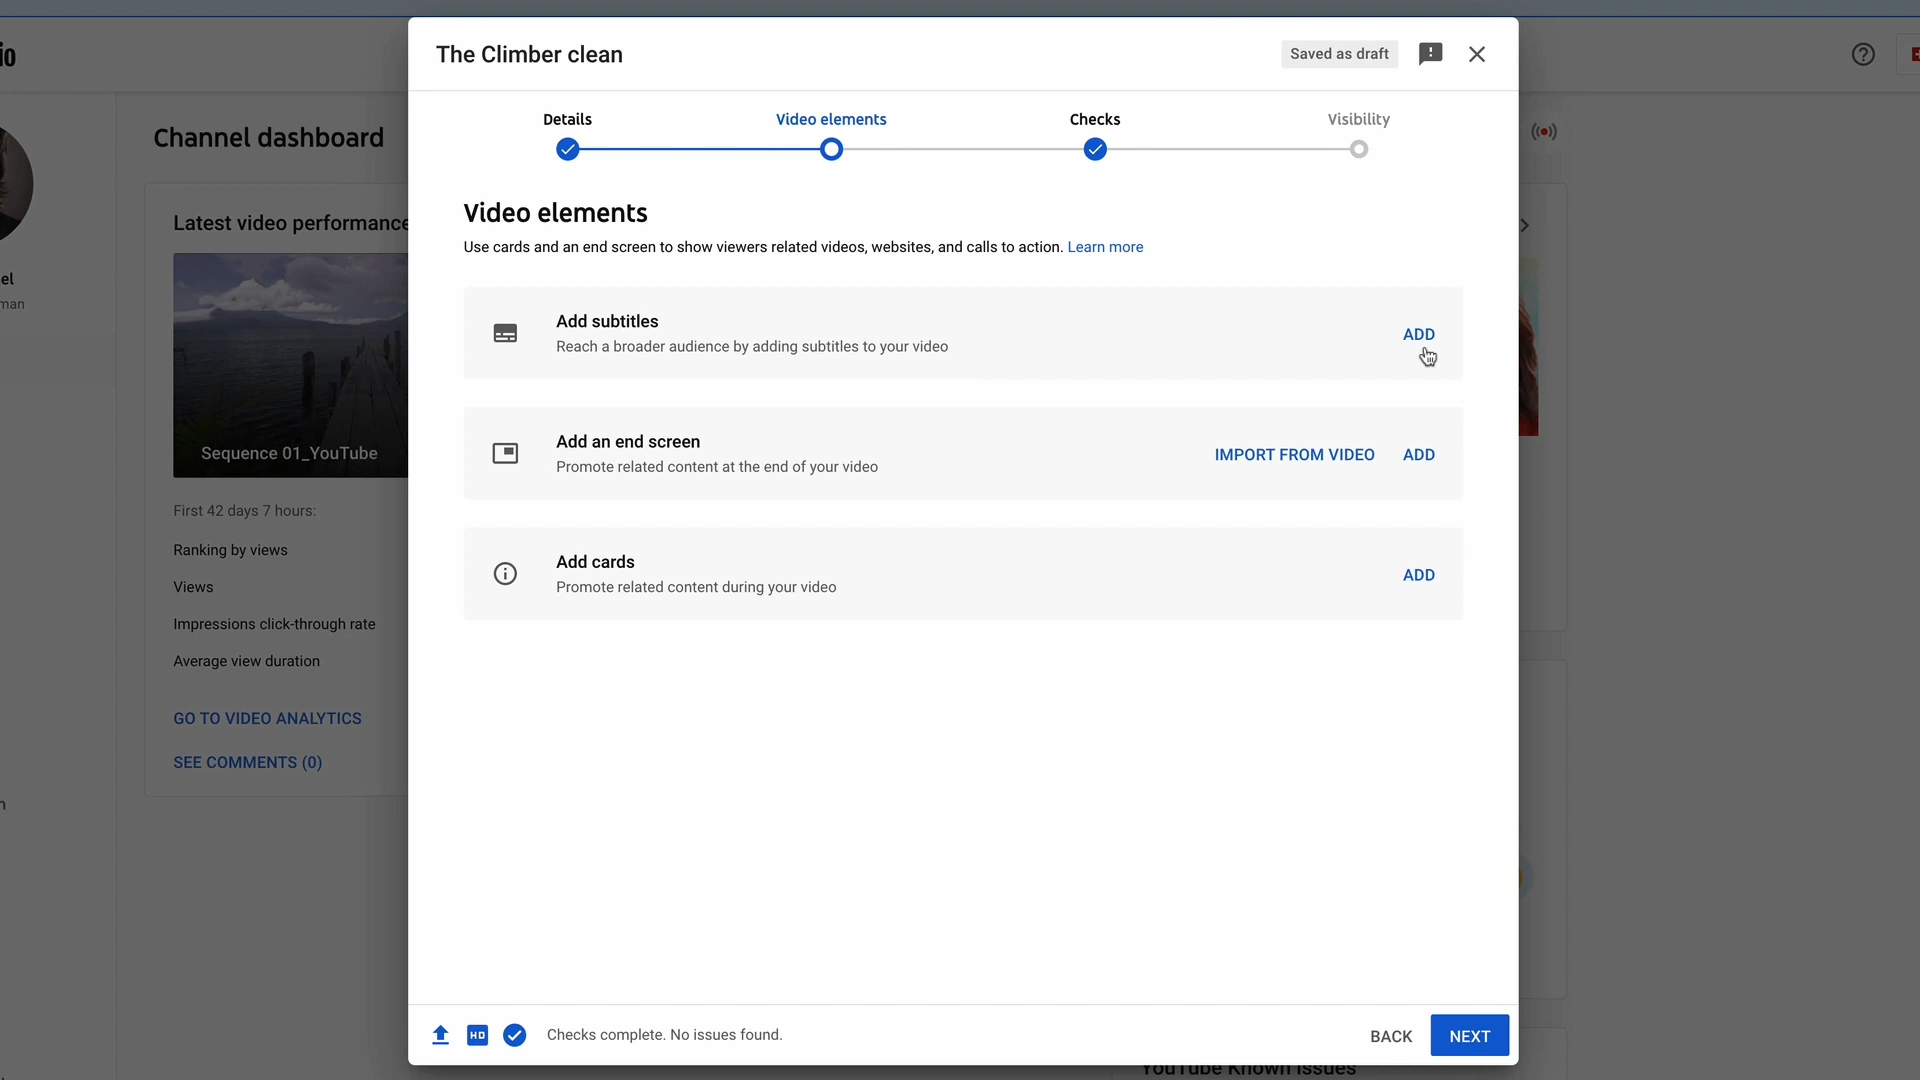 io
The Climber clean
Saved as draft
Details
Video elements
Checks
Visibility
Channel dashboard
Latest video performance
Sequence 01_YouTube
el
man
First 42 days 7 hours:
Ranking by views
Views
Impressions click-through rate
Average view duration
GO TO VIDEO ANALYTICS
SEE COMMENTS (0)
n
Video elements
Use cards and an end screen to show viewers related videos, websites, and calls to action. Learn more
Add subtitles
Reach a broader audience by adding subtitles to your video
ADD
Add an end screen
Promote related content at the end of your video
IMPORT FROM VIDEO
ADD
Add cards
Promote related content during your video
ADD
HD
Checks complete. No issues found.
BACK
NEXT
YouTube Known Issues